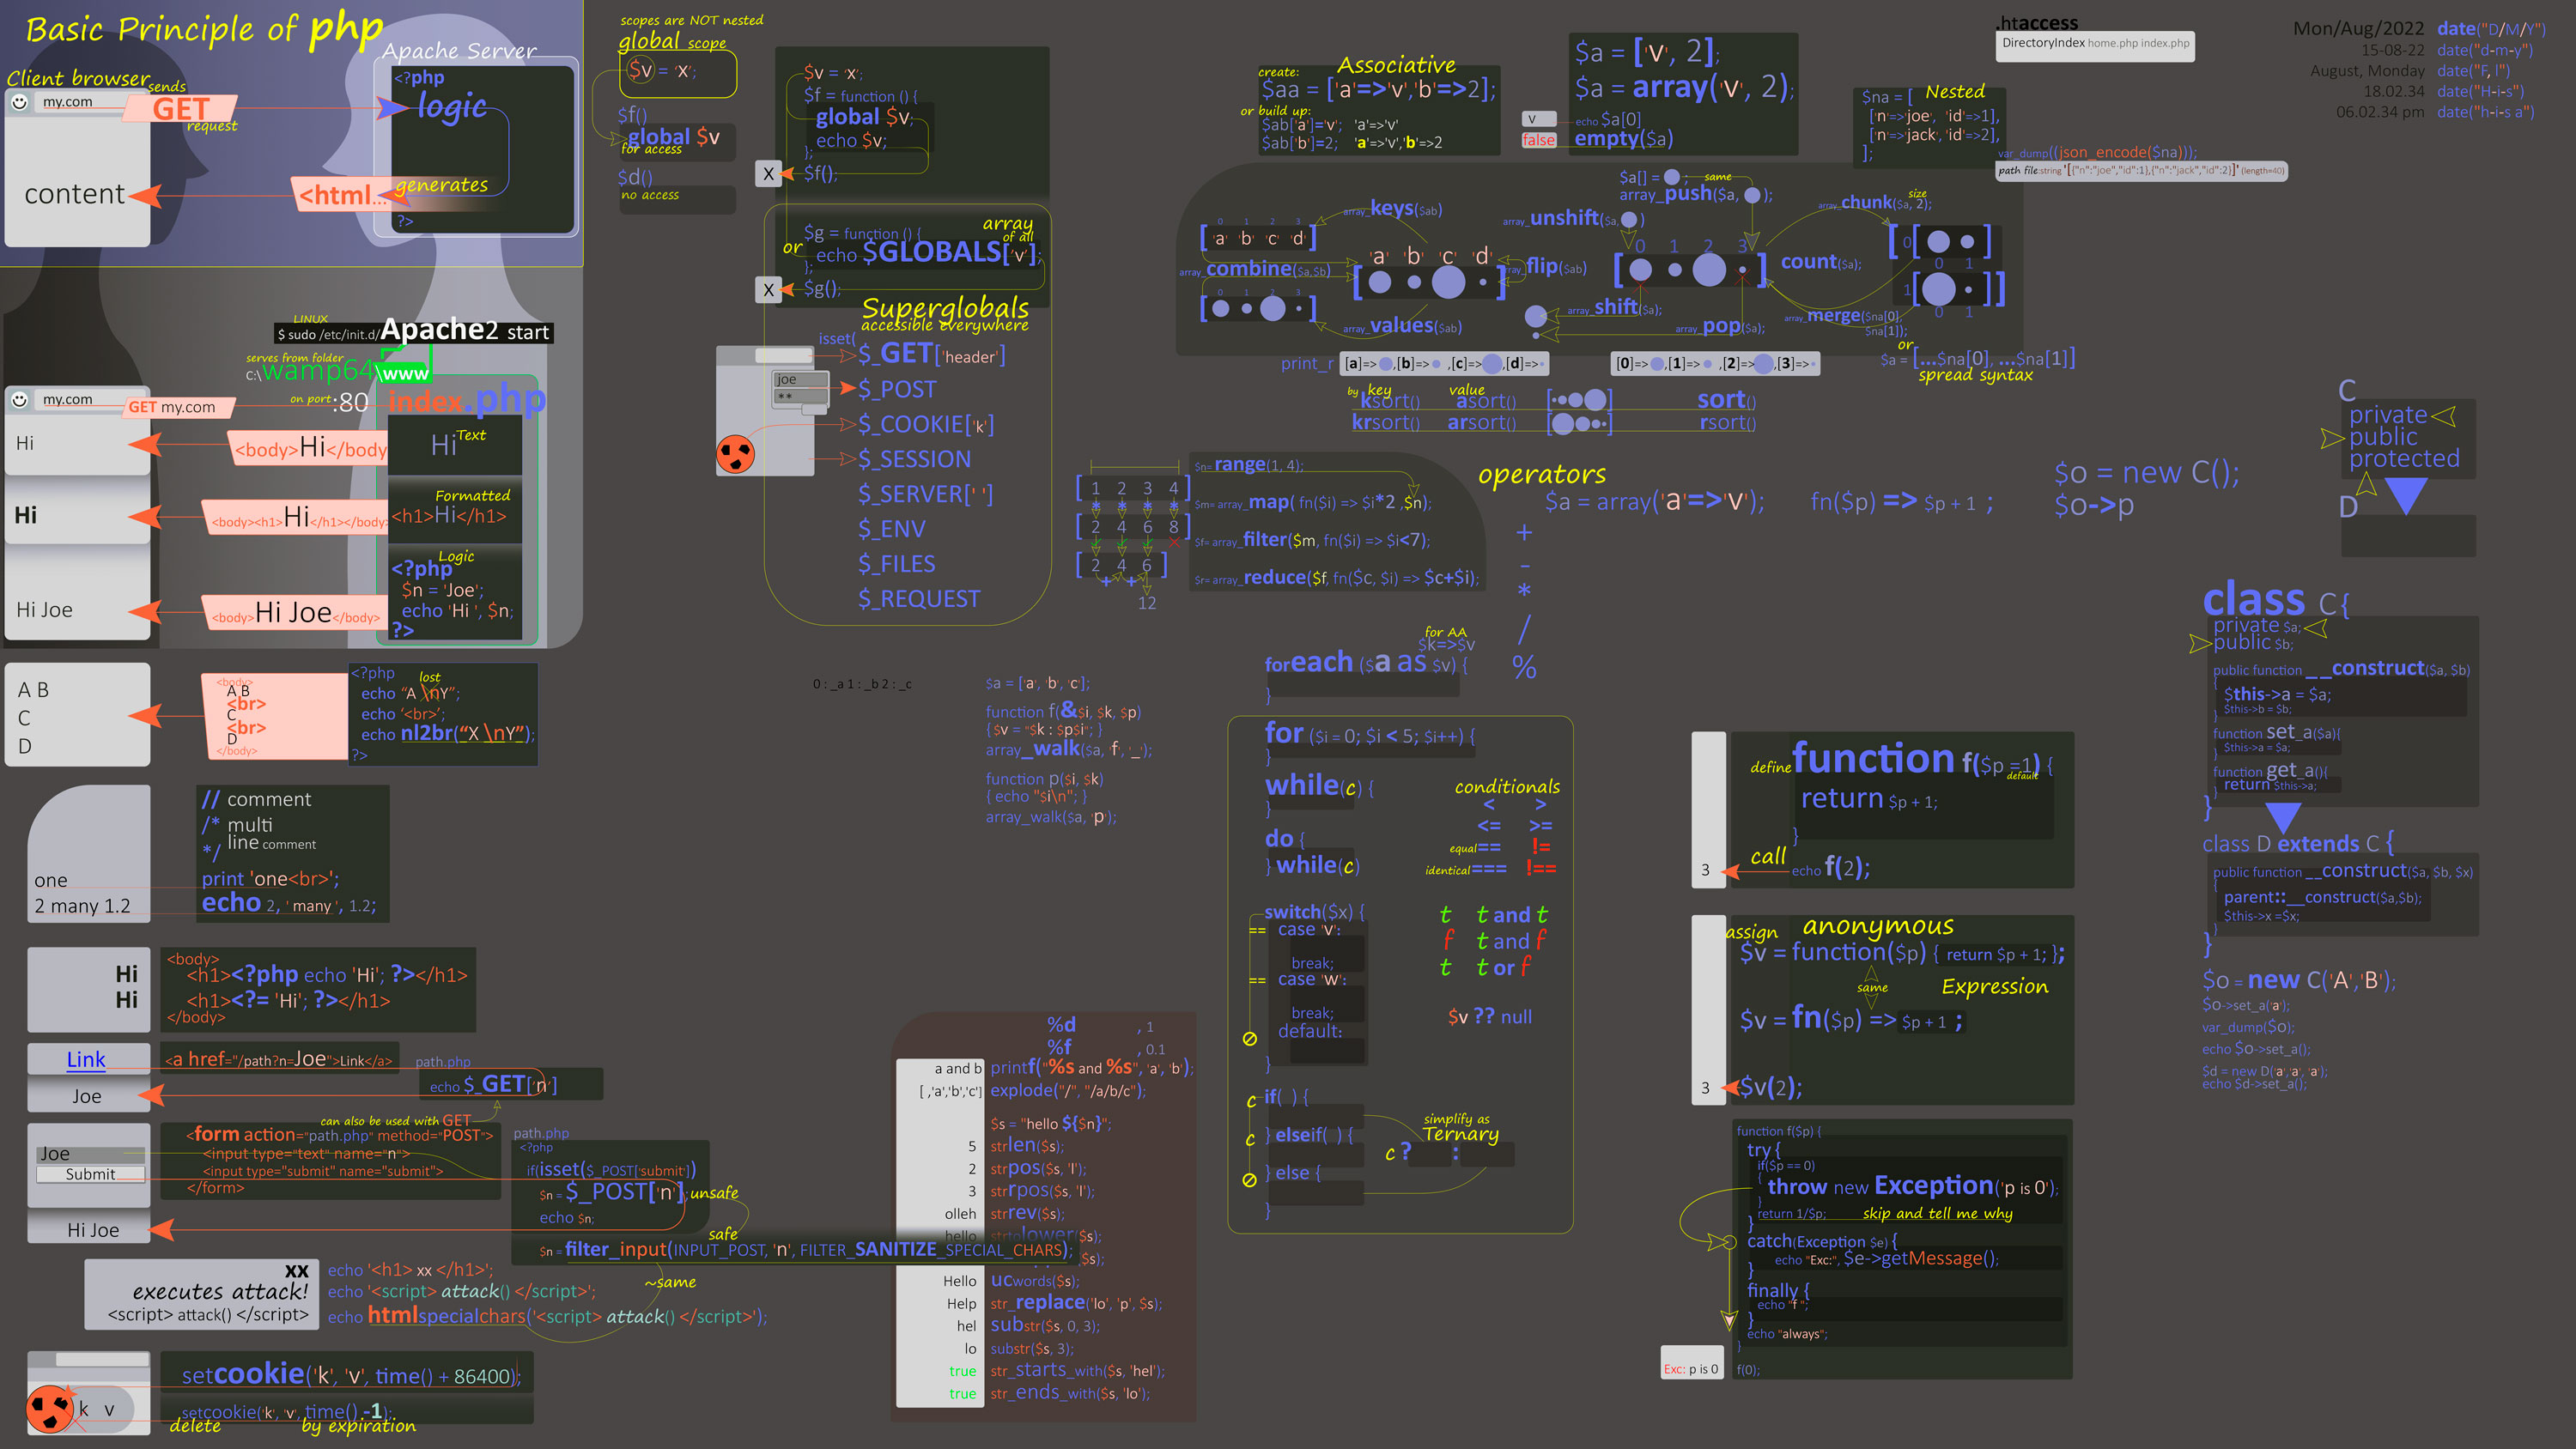 Basic Principle of php
Apache Server
Client browser
sends
my.com
GET
request
<?php
logic
content
<html...
generates
?>
LINUX
$ sudo /etc/init.d/Apache2 start
serves from folder
c:\wamp64\www
my.com
GET my.com
on port :80
index.php
Hi
<body>Hi</body
Hi Text
Hi
<body><h1>Hi</h1></body>
Formatted
<h1>Hi</h1>
Logic
<?php
$n = 'Joe';
echo 'Hi ', $n;
?>
Hi Joe
<body>Hi Joe</body>
A B
C
D
<body>
A B
<br>
C
<br>
D
</body>
<?php
lost
echo “A \nY”;
echo ‘<br>’;
echo nl2br(“X \nY”);
?>
// comment
/* multi
line comment
*/
one
print 'one<br>';
2 many 1.2
echo 2, ' many ', 1.2;
Hi
Hi
<body>
<h1><?php echo 'Hi'; ?></h1>
<h1><?= 'Hi'; ?></h1>
</body>
Link
<a href="/path?n=Joe">Link</a>
path.php
Joe
echo $_GET['n']
can also be used with GET
<form action="path.php" method="POST">
Joe
<input type="text" name="n">
Submit
<input type="submit" name="submit">
</form>
Hi Joe
path.php
<?php
if(isset($_POST['submit'])
$n = $_POST['n'];
unsafe
echo $n;
safe
$n = filter_input(INPUT_POST, 'n', FILTER_SANITIZE_SPECIAL_CHARS);
~same
xx
executes attack!
<script> attack() </script>
echo '<h1> xx </h1>';
echo '<script> attack() </script>';
echo htmlspecialchars('<script> attack() </script>');
k v
setcookie('k', 'v', time() + 86400);
setcookie('k', 'v', time() -1);
delete
by expiration
scopes are NOT nested
global scope
$v = 'x';
$f()
global $v
for access
$d()
no access
$v = 'x';
$f = function () {
global $v;
echo $v;
};
X
$f();
array
of all
$g = function () {
or
echo $GLOBALS['v'];
};
X
$g();
Superglobals
accessible everywhere
isset(
$_GET['header']
joe
**
$_POST
$_COOKIE['k']
$_SESSION
$_SERVER[' ']
$_ENV
$_FILES
$_REQUEST
0 : _a 1 : _b 2 : _c
$a = ['a', 'b', 'c'];
function f(&$i, $k, $p)
{ $v = "$k : $p$i"; }
array_walk($a, 'f', '_');
function p($i, $k)
{ echo "$i\n"; }
array_walk($a, 'p');
%d , 1
%f , 0.1
a and b
printf("%s and %s", 'a', 'b');
[ ,'a','b','c']
explode("/", "/a/b/c");
$s = "hello ${$n}";
5
strlen($s);
2
strpos($s, 'l');
3
strrpos($s, 'l');
olleh
strrev($s);
hello
strtolower($s);
Hello
ucwords($s);
Help
str_replace('lo', 'p', $s);
hel
substr($s, 0, 3);
lo
substr($s, 3);
true
str_starts_with($s, 'hel');
true
str_ends_with($s, 'lo');
create:
Associative
$aa = ['a'=>'v','b'=>2];
or build up:
$ab['a']='v'; 'a'=>'v'
$ab['b']=2; 'a'=>'v','b'=>2
$a = ['v', 2];
$a = array('v', 2);
v
echo $a[0]
false
empty($a)
Nested
$na = [
['n'=>'joe', 'id'=>1],
['n'=>'jack','id'=>2],
];
.htaccess
DirectoryIndex home.php index.php
Mon/Aug/2022 date("D/M/Y")
15-08-22 date("d-m-y")
August, Monday date("F, l")
18.02.34 date("H-i-s")
06.02.34 pm date("h-i-s a")
var_dump((json_encode($na)));
path file:string '[{"n":"joe","id":1},{"n":"jack","id":2}]' (length=40)
$a[] =
;
same
array_push($a, );
array_keys($ab)
array_unshift($a, )
array_chunk($a, 2);
size
0 1 2 3
['a' 'b' 'c' 'd']
'a' 'b' 'c' 'd'
0 1 2 3
array_combine($a,$b)
array_flip($ab)
count($a);
0 1 2 3
0
0 1
1
0 1
array_shift($a);
array_values($ab)
array_pop($a);
array_merge($na[0],
$na[1]);
or
$a = [...$na[0], ...$na[1]]
spread syntax
print_r
[a]=> ,[b]=> ,[c]=> ,[d]=>
[0]=> ,[1]=> ,[2]=> ,[3]=>
by key
value
ksort() asort() sort()
krsort() arsort() rsort()
[ 1 2 3 4 ]
* * * *
[ 2 4 6 8 ]
[ 2 4 6 ]
+ +
12
$n= range(1, 4);
$m= array_map( fn($i) => $i*2 ,$n);
$f= array_filter($m, fn($i) => $i<7);
$r= array_reduce($f, fn($c, $i) => $c+$i);
operators
$a = array('a'=>'v');
fn($p) => $p + 1 ;
$o = new C();
$o->p
+
-
*
/
%
for AA
$k=>$v
foreach ($a as $v) {
}
for ($i = 0; $i < 5; $i++) {
}
while(c) {
}
do {
} while(c)
conditionals
< >
<= >=
equal == !=
identical === !==
t t and t
f t and f
t t or f
$v ?? null
switch($x) {
== case 'v':
break;
== case 'w':
break;
default:
}
c if( ) {
c } elseif( ) {
} else {
}
simplify as
Ternary
c ? :
define function f($p =1) {
default
return $p + 1;
}
call
3
echo f(2);
assign
anonymous
$v = function($p) { return $p + 1; };
same
Expression
$v = fn($p) => $p + 1 ;
3
$v(2);
function f($p) {
try {
if($p == 0)
{
throw new Exception('p is 0');
}
return 1/$p;
skip and tell me why
}
catch(Exception $e) {
echo "Exc:", $e->getMessage();
}
finally {
echo "f ";
}
echo "always";
}
Exc: p is 0
f(0);
C
private
public
protected
D
class C {
private $a;
public $b;
public function __construct($a, $b)
{
$this->a = $a;
$this->b = $b;
}
function set_a($a){
$this->a = $a;
}
function get_a(){
return $this->a;
}
}
class D extends C {
public function __construct($a, $b, $x)
{
parent::__construct($a,$b);
$this->x =$x;
}
}
$o = new C('A','B');
$o->set_a('a');
var_dump($o);
echo $o->set_a();
$d = new D('a','a', 'a');
echo $d->set_a();